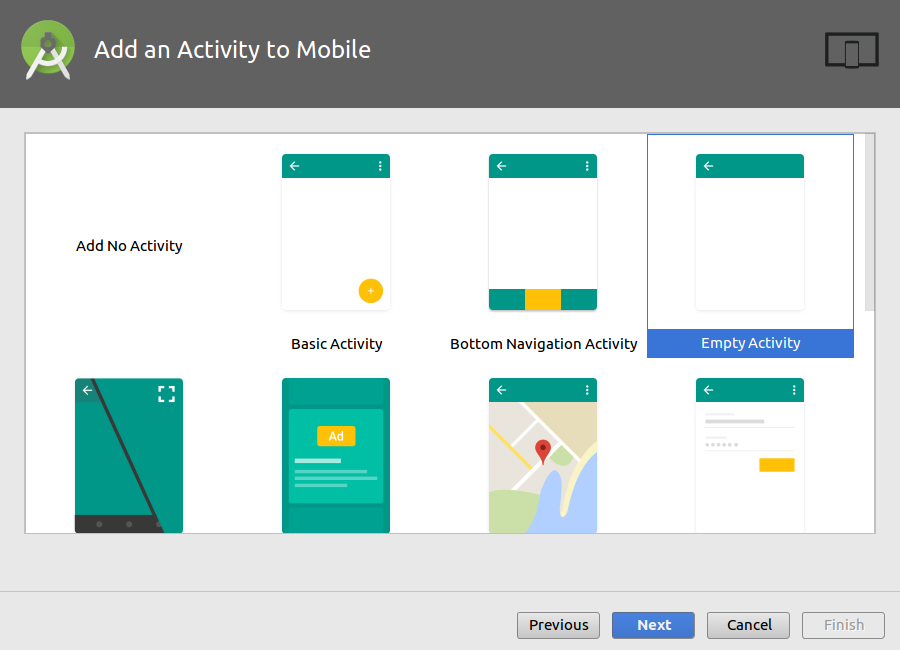 Add an Activity to Mobile
Add No Activity
Basic Activity
Bottom Navigation Activity
Empty Activity
Ad
Previous
Next
Cancel
Finish